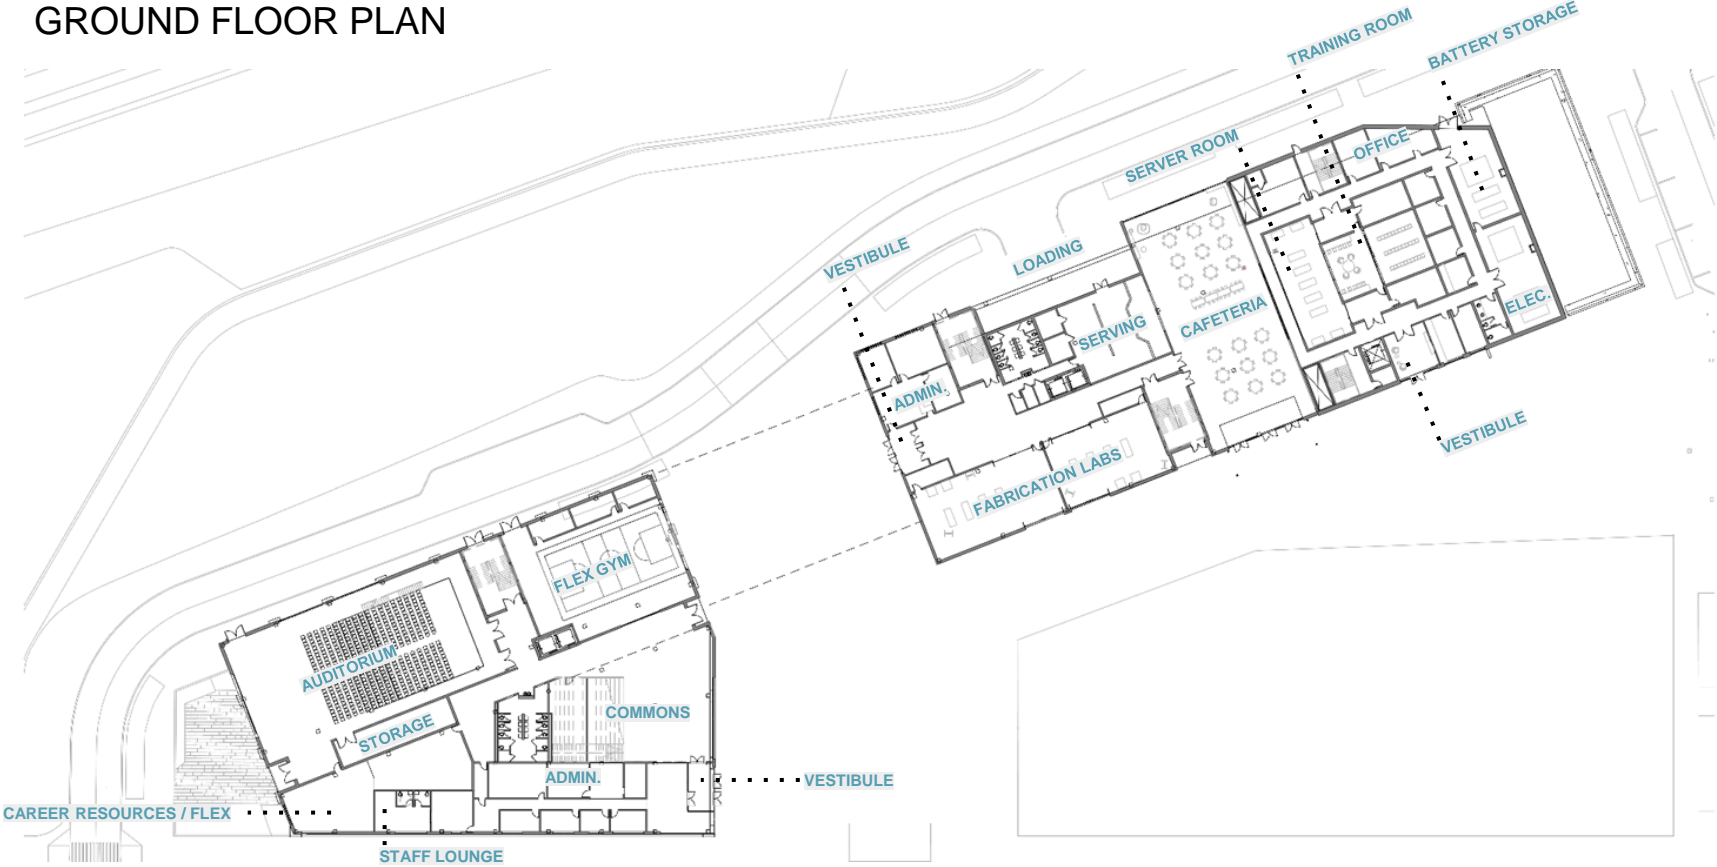 GROUND FLOOR PLAN
TRAINING ROOM
BATTERY STORAGE
SERVER ROOM
OFFICE
VESTIBULE
LOADING
SERVING
CAFETERIA
ELEC.
ADMIN.
VESTIBULE
FABRICATION LABS
FLEX GYM
AUDITORIUM
STORAGE
COMMONS
ADMIN.
VESTIBULE
CAREER RESOURCES / FLEX
STAFF LOUNGE